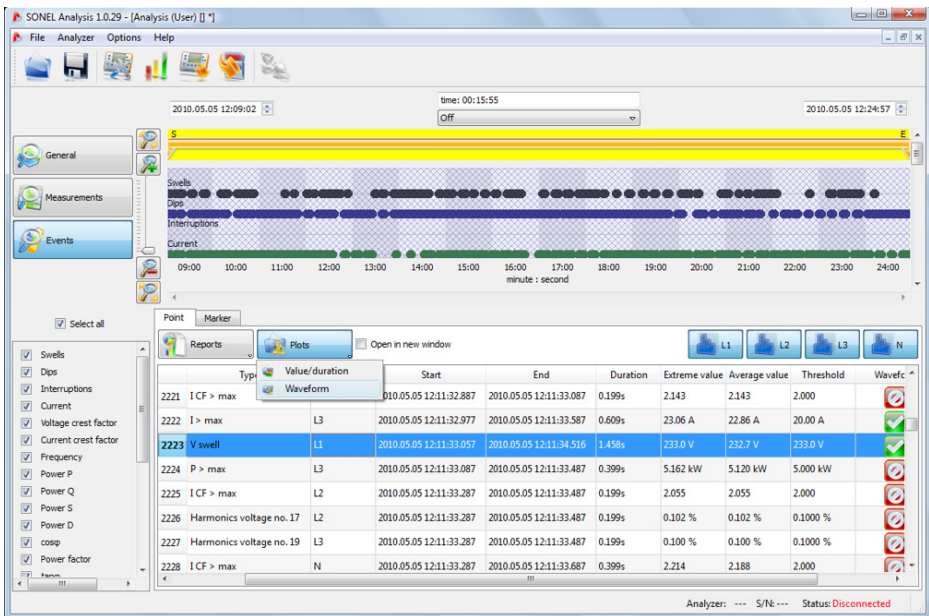 SONEL Analysis 1.0.29 - [Analysis (User) [] *]
File Analyzer Options Help
2010.05.05 12:09:02
time: 00:15:55
Off
2010.05.05 12:24:57
General
Measurements
Events
S E
Swells
Dips
Interruptions
Current
09:00 10:00 11:00 12:00 13:00 14:00 15:00 16:00 17:00 18:00 19:00 20:00 21:00 22:00 23:00 24:00
minute : second
Select all
Swells
Dips
Interruptions
Current
Voltage crest factor
Current crest factor
Frequency
Power P
Power Q
Power S
Power D
cosφ
Power factor
Point Marker
Reports
Plots
Open in new window
L1 L2 L3 N
Value/duration
Waveform
Typ Start End Duration Extreme value Average value Threshold Wavefc
2221 I CF > max 010.05.05 12:11:32.887 2010.05.05 12:11:33.087 0.199s 2.143 2.143 2.000
2222 I > max L3 2010.05.05 12:11:32.977 2010.05.05 12:11:33.587 0.609s 23.06 A 22.86 A 20.00 A
2223 V swell L1 2010.05.05 12:11:33.057 2010.05.05 12:11:34.516 1.458s 233.0 V 232.7 V 233.0 V
2224 P > max L3 2010.05.05 12:11:33.087 2010.05.05 12:11:33.487 0.399s 5.162 kW 5.120 kW 5.000 kW
2225 I CF > max L2 2010.05.05 12:11:33.287 2010.05.05 12:11:33.487 0.199s 2.055 2.055 2.000
2226 Harmonics voltage no. 17 L2 2010.05.05 12:11:33.287 2010.05.05 12:11:33.487 0.199s 0.102 % 0.102 % 0.1000 %
2227 Harmonics voltage no. 19 L3 2010.05.05 12:11:33.287 2010.05.05 12:11:33.487 0.199s 0.100 % 0.100 % 0.1000 %
2228 I CF > max N 2010.05.05 12:11:33.287 2010.05.05 12:11:33.687 0.399s 2.214 2.188 2.000
Analyzer: --- S/N: --- Status: Disconnected